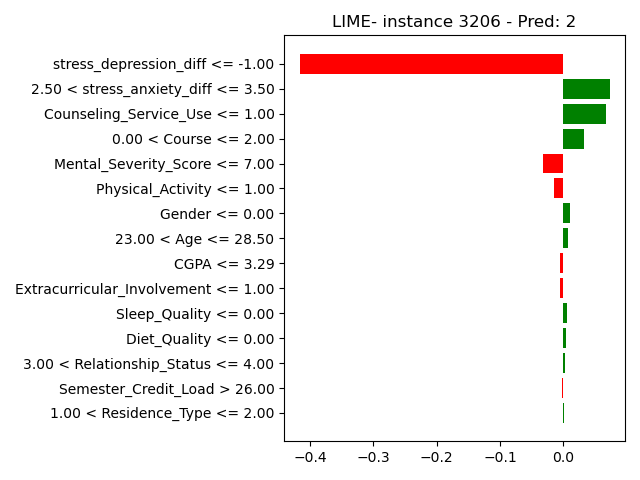 LIME- instance 3206 - Pred: 2
stress_depression_diff <= -1.00
2.50 < stress_anxiety_diff <= 3.50
Counseling_Service_Use <= 1.00
0.00 < Course <= 2.00
Mental_Severity_Score <= 7.00
Physical_Activity <= 1.00
Gender <= 0.00
23.00 < Age <= 28.50
CGPA <= 3.29
Extracurricular_Involvement <= 1.00
Sleep_Quality <= 0.00
Diet_Quality <= 0.00
3.00 < Relationship_Status <= 4.00
Semester_Credit_Load > 26.00
1.00 < Residence_Type <= 2.00
−0.4 −0.3 −0.2 −0.1 0.0